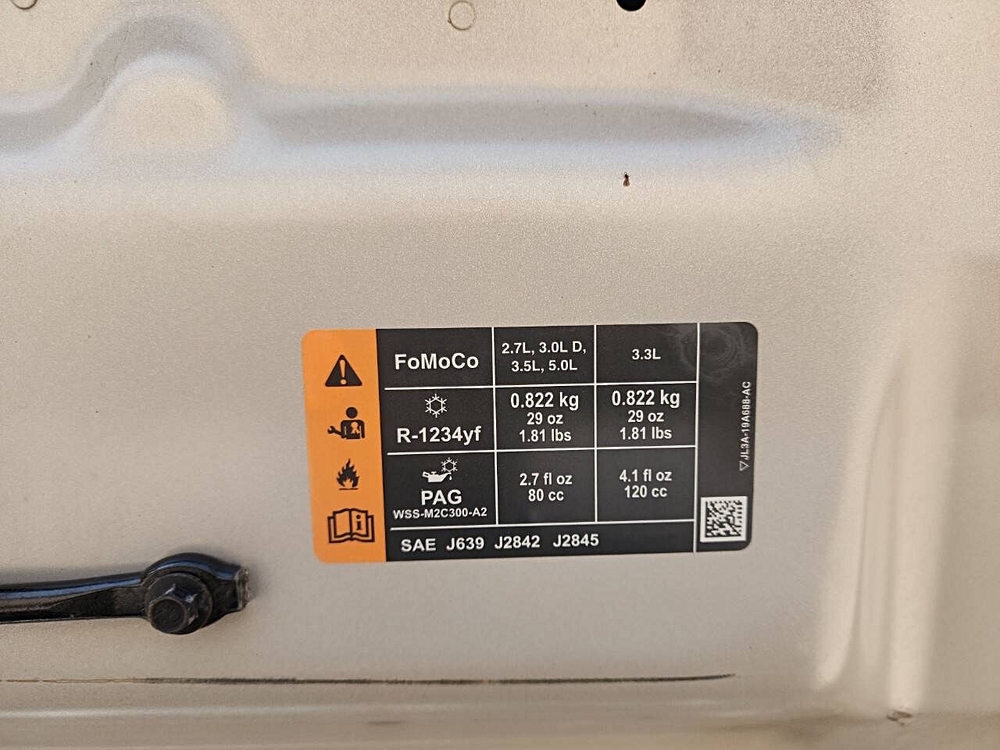 FoMoCo
2.7L, 3.0L D,
3.5L, 5.0L
3.3L
R-1234yf
0.822 kg
29 oz
1.81 lbs
0.822 kg
29 oz
1.81 lbs
PAG
WSS-M2C300-A2
2.7 fl oz
80 cc
4.1 fl oz
120 cc
SAE J639 J2842 J2845
JL3A-19A688-AC